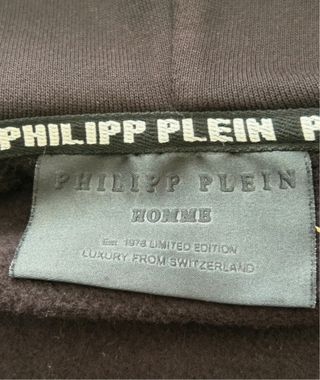 PHILIPP PLEIN P
PHILIPP PLEIN
HOMME
Est. 1978 LIMITED EDITION
LUXURY FROM SWITZERLAND